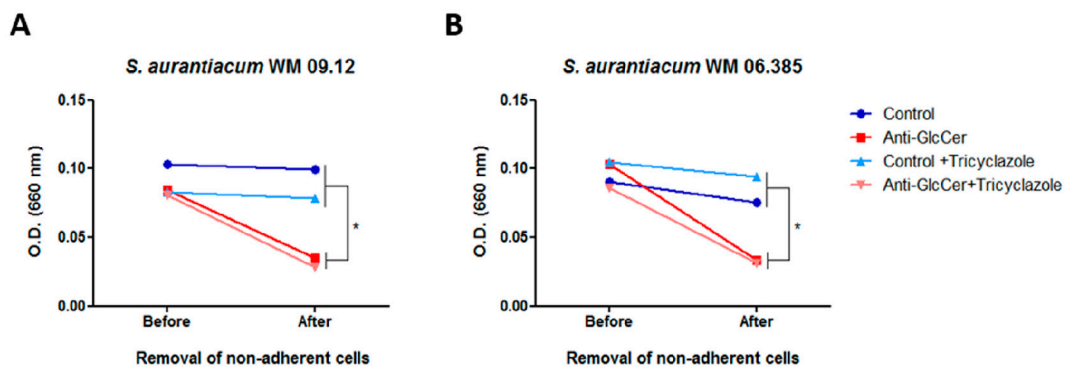 A
S. aurantiacum WM 09.12
0.15
0.10
0.05
0.00
O.D. (660 nm)
*
Before
After
Removal of non-adherent cells
B
S. aurantiacum WM 06.385
0.15
0.10
0.05
0.00
O.D. (660 nm)
*
Before
After
Removal of non-adherent cells
Control
Anti-GlcCer
Control +Tricyclazole
Anti-GlcCer+Tricyclazole